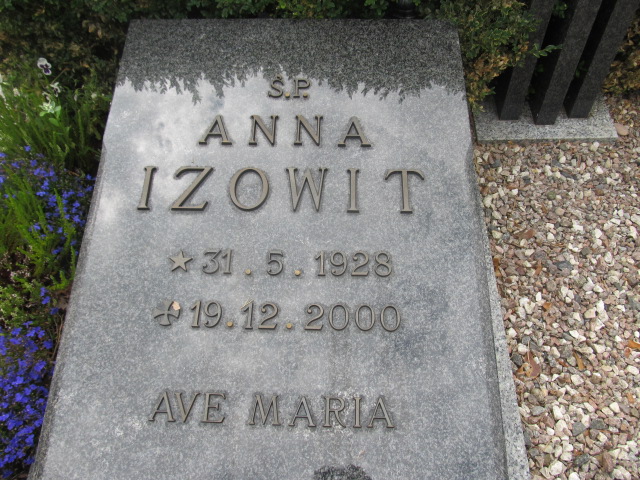 Ś.P.
ANNA
IZOWIT
31.5.1928
19.12.2000
AVE MARIA